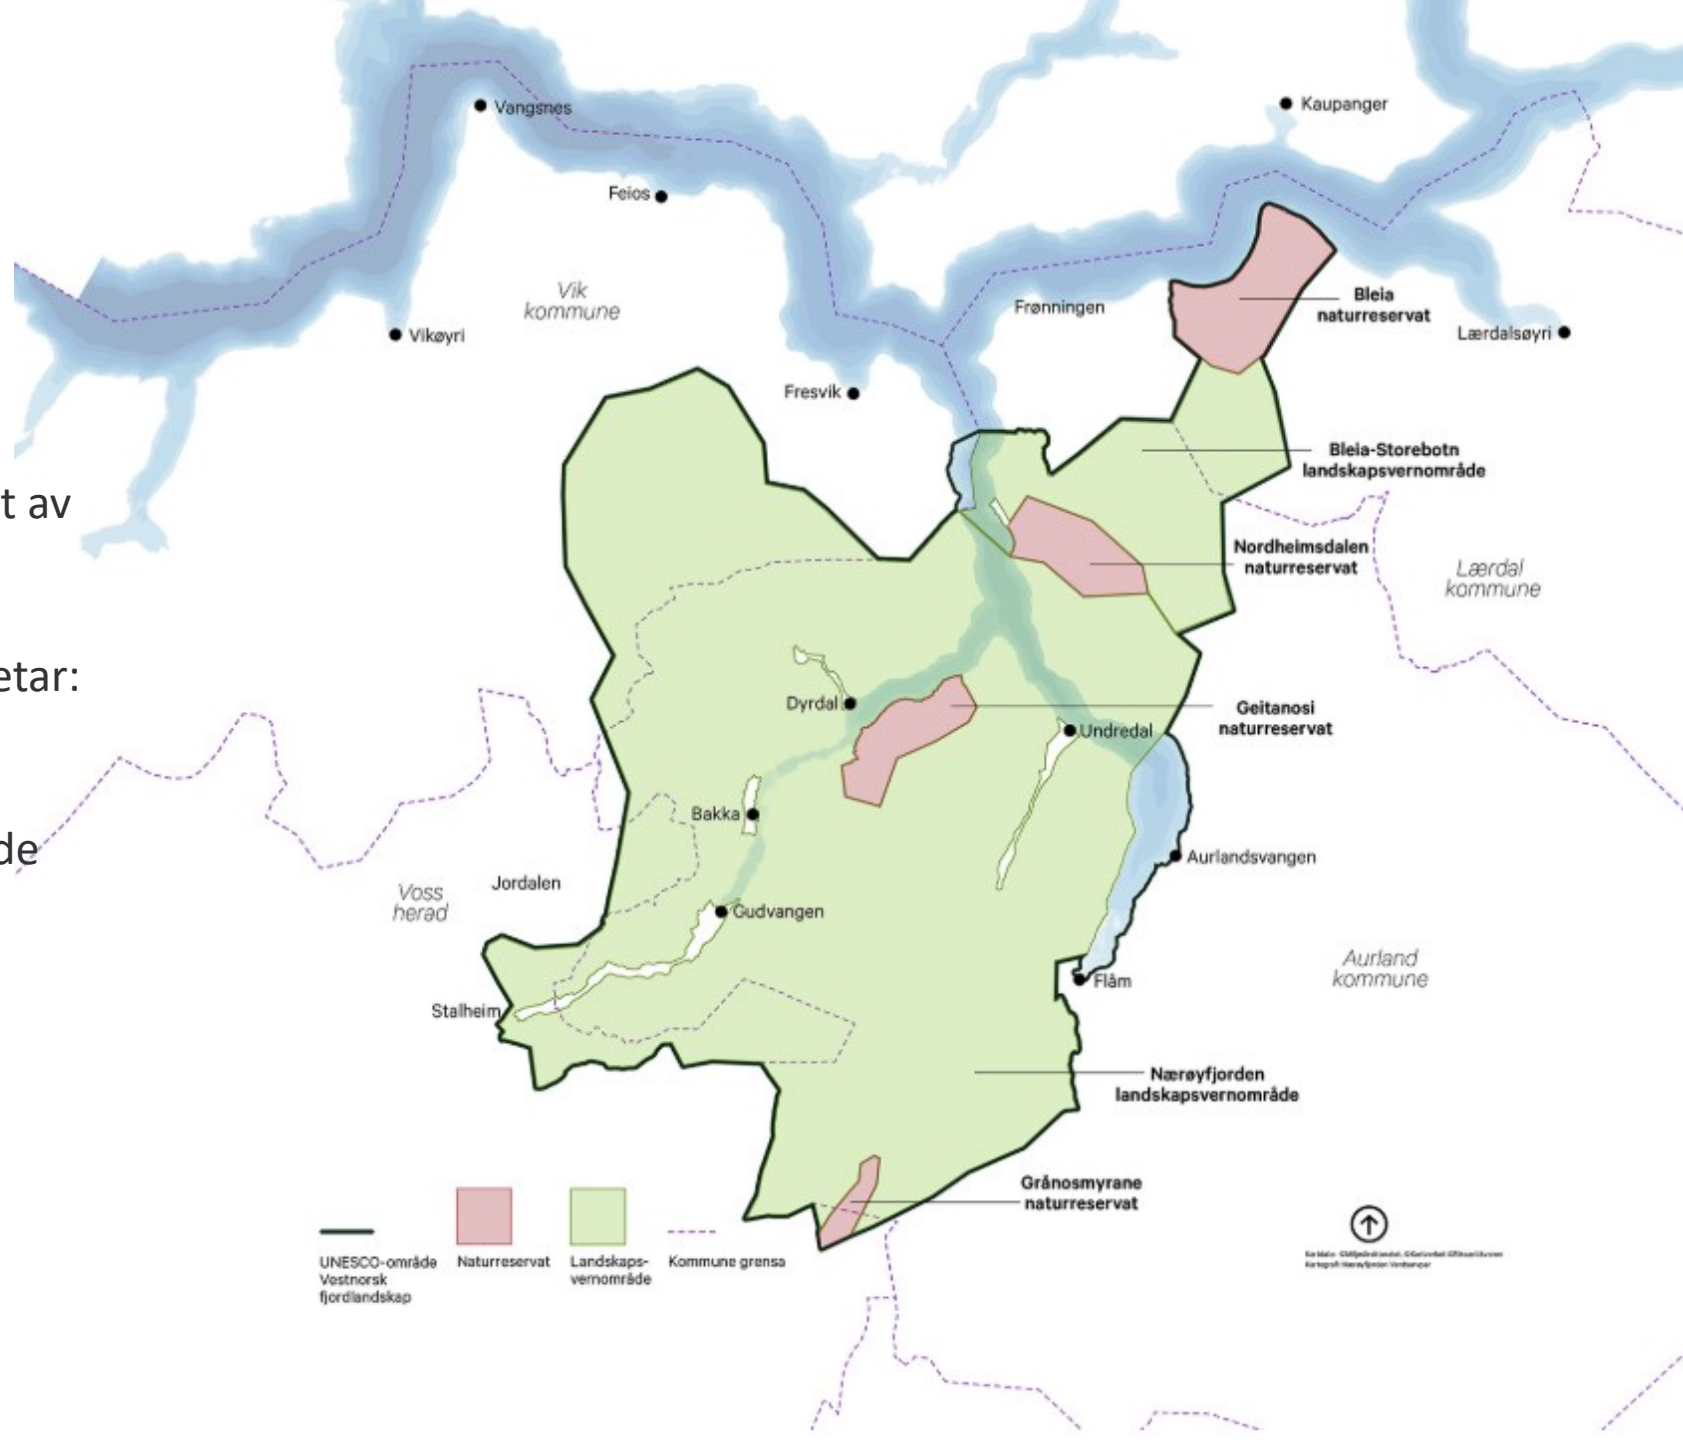 Vangsnes
Kaupanger
Feios
Vik
kommune
Frønningen
Bleia
naturreservat
Vikøyri
Lærdalsøyri
Fresvik
Bleia-Storebotn
landskapsvernområde
t av
Nordheimsdalen
naturreservat
Lærdal
kommune
etar:
Dyrdal
Geitanosi
naturreservat
Undredal
Bakka
de
Aurlandsvangen
Jordalen
Voss
herad
Gudvangen
Aurland
kommune
Flåm
Stalheim
Nærøyfjorden
landskapsvernområde
Grånosmyrane
naturreservat
UNESCO-område
Vestnorsk
fjordlandskap
Naturreservat
Landskaps-
vernområde
Kommune grensa